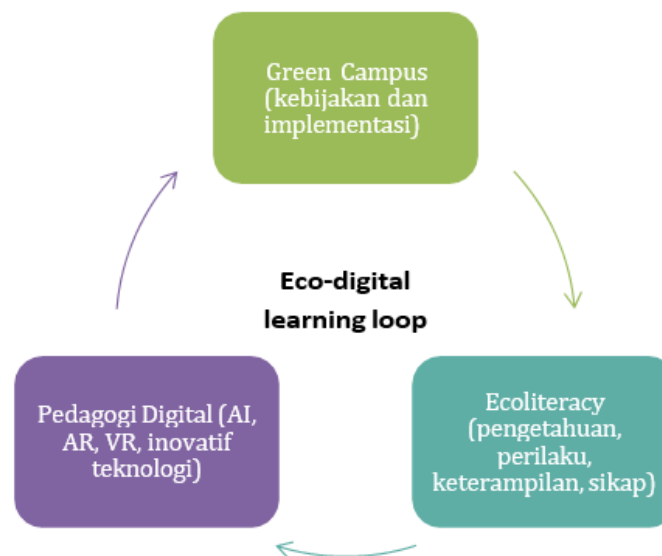 Green Campus
(kebijakan dan
implementasi)
Eco-digital
learning loop
Pedagogi Digital (AI,
AR, VR, inovatif
teknologi)
Ecoliteracy
(pengetahuan,
perilaku,
keterampilan, sikap)